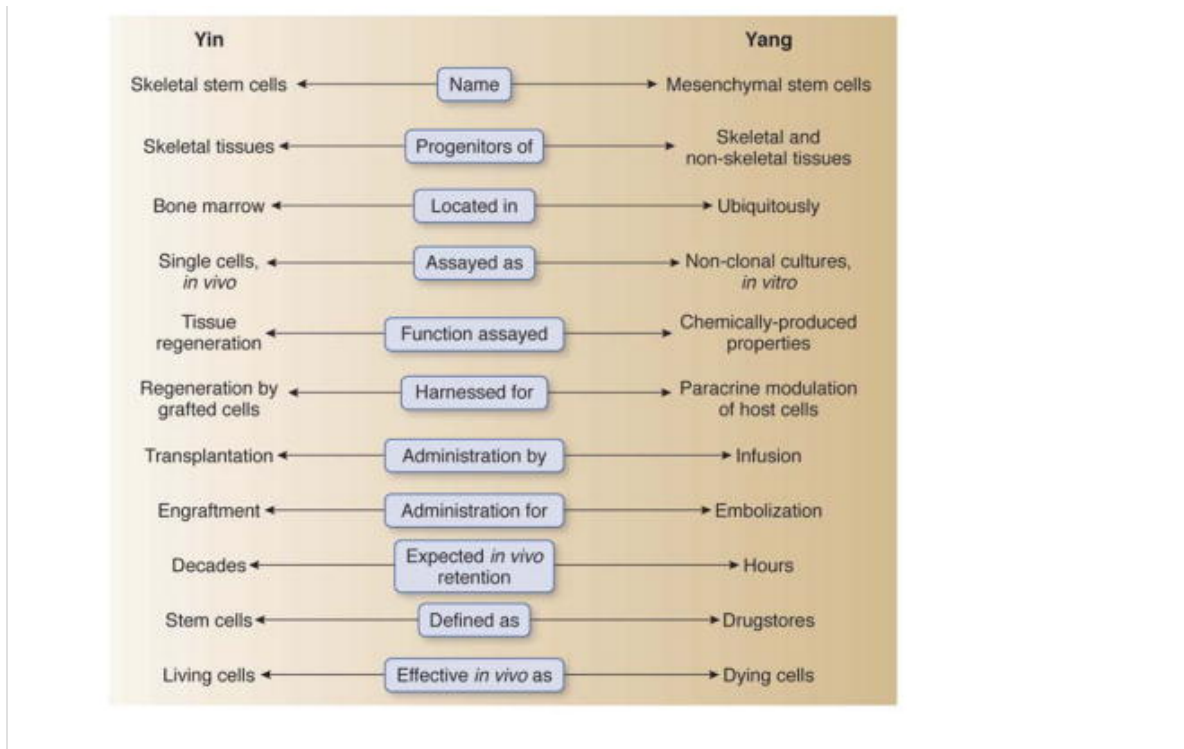 Yin Yang
Skeletal stem cells Name Mesenchymal stem cells
Skeletal tissues Progenitors of Skeletal and
non-skeletal tissues
Bone marrow Located in Ubiquitously
Single cells, Assayed as Non-clonal cultures,
in vivo in vitro
Tissue Chemically-produced
regeneration Function assayed properties
Regeneration by Harnessed for Paracrine modulation
grafted cells of host cells
Transplantation Administration by Infusion
Engraftment Administration for Embolization
Decades Expected in vivo Hours
retention
Stem cells Defined as Drugstores
Living cells Effective in vivo as Dying cells